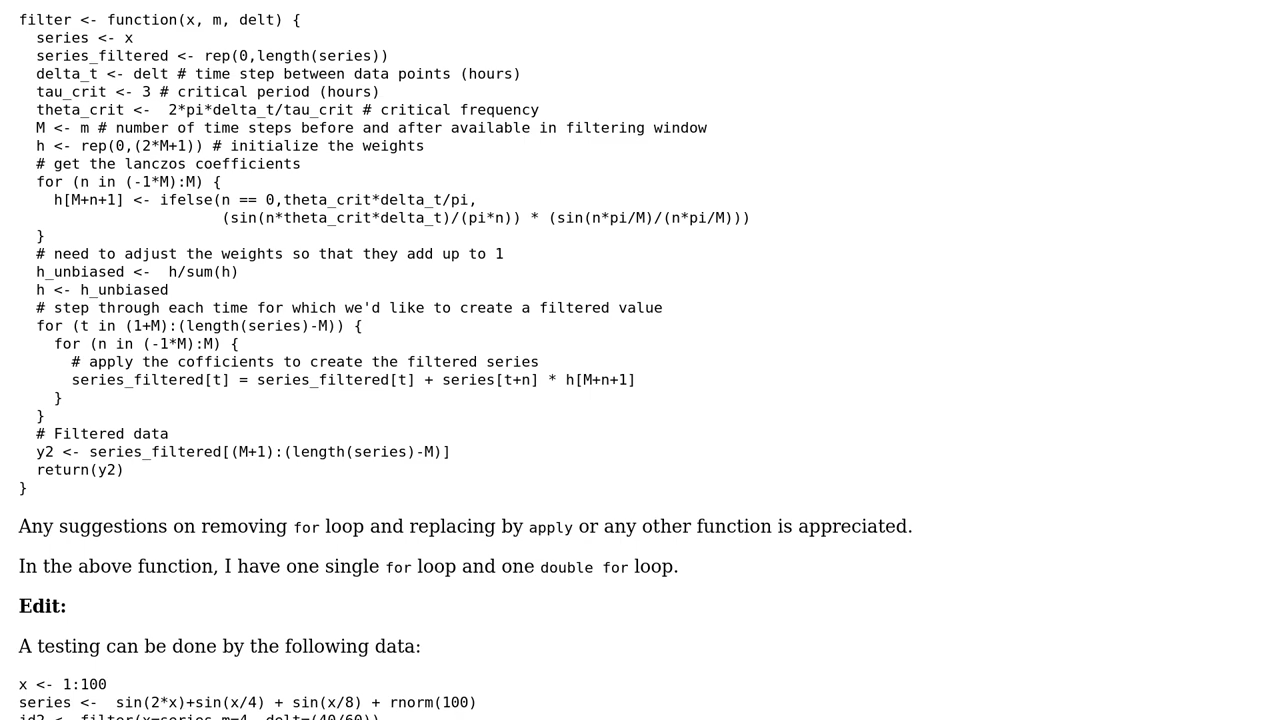 filter <- function(x, m, delt) {
  series <- x
  series_filtered <- rep(0,length(series))
  delta_t <- delt # time step between data points (hours)
  tau_crit <- 3 # critical period (hours)
  theta_crit <-  2*pi*delta_t/tau_crit # critical frequency
  M <- m # number of time steps before and after available in filtering window
  h <- rep(0,(2*M+1)) # initialize the weights
  # get the lanczos coefficients
  for (n in (-1*M):M) {
    h[M+n+1] <- ifelse(n == 0,theta_crit*delta_t/pi,
                       (sin(n*theta_crit*delta_t)/(pi*n)) * (sin(n*pi/M)/(n*pi/M)))
  }
  # need to adjust the weights so that they add up to 1
  h_unbiased <-  h/sum(h)
  h <- h_unbiased
  # step through each time for which we'd like to create a filtered value
  for (t in (1+M):(length(series)-M)) {
    for (n in (-1*M):M) {
      # apply the cofficients to create the filtered series
      series_filtered[t] = series_filtered[t] + series[t+n] * h[M+n+1]
    }
  }
  # Filtered data
  y2 <- series_filtered[(M+1):(length(series)-M)]
  return(y2)
}
Any suggestions on removing for loop and replacing by apply or any other function is appreciated.
In the above function, I have one single for loop and one double for loop.
Edit:
A testing can be done by the following data:
x <- 1:100
series <-  sin(2*x)+sin(x/4) + sin(x/8) + rnorm(100)
id2 <- filter(x=series,m=4, delt=(40/60))